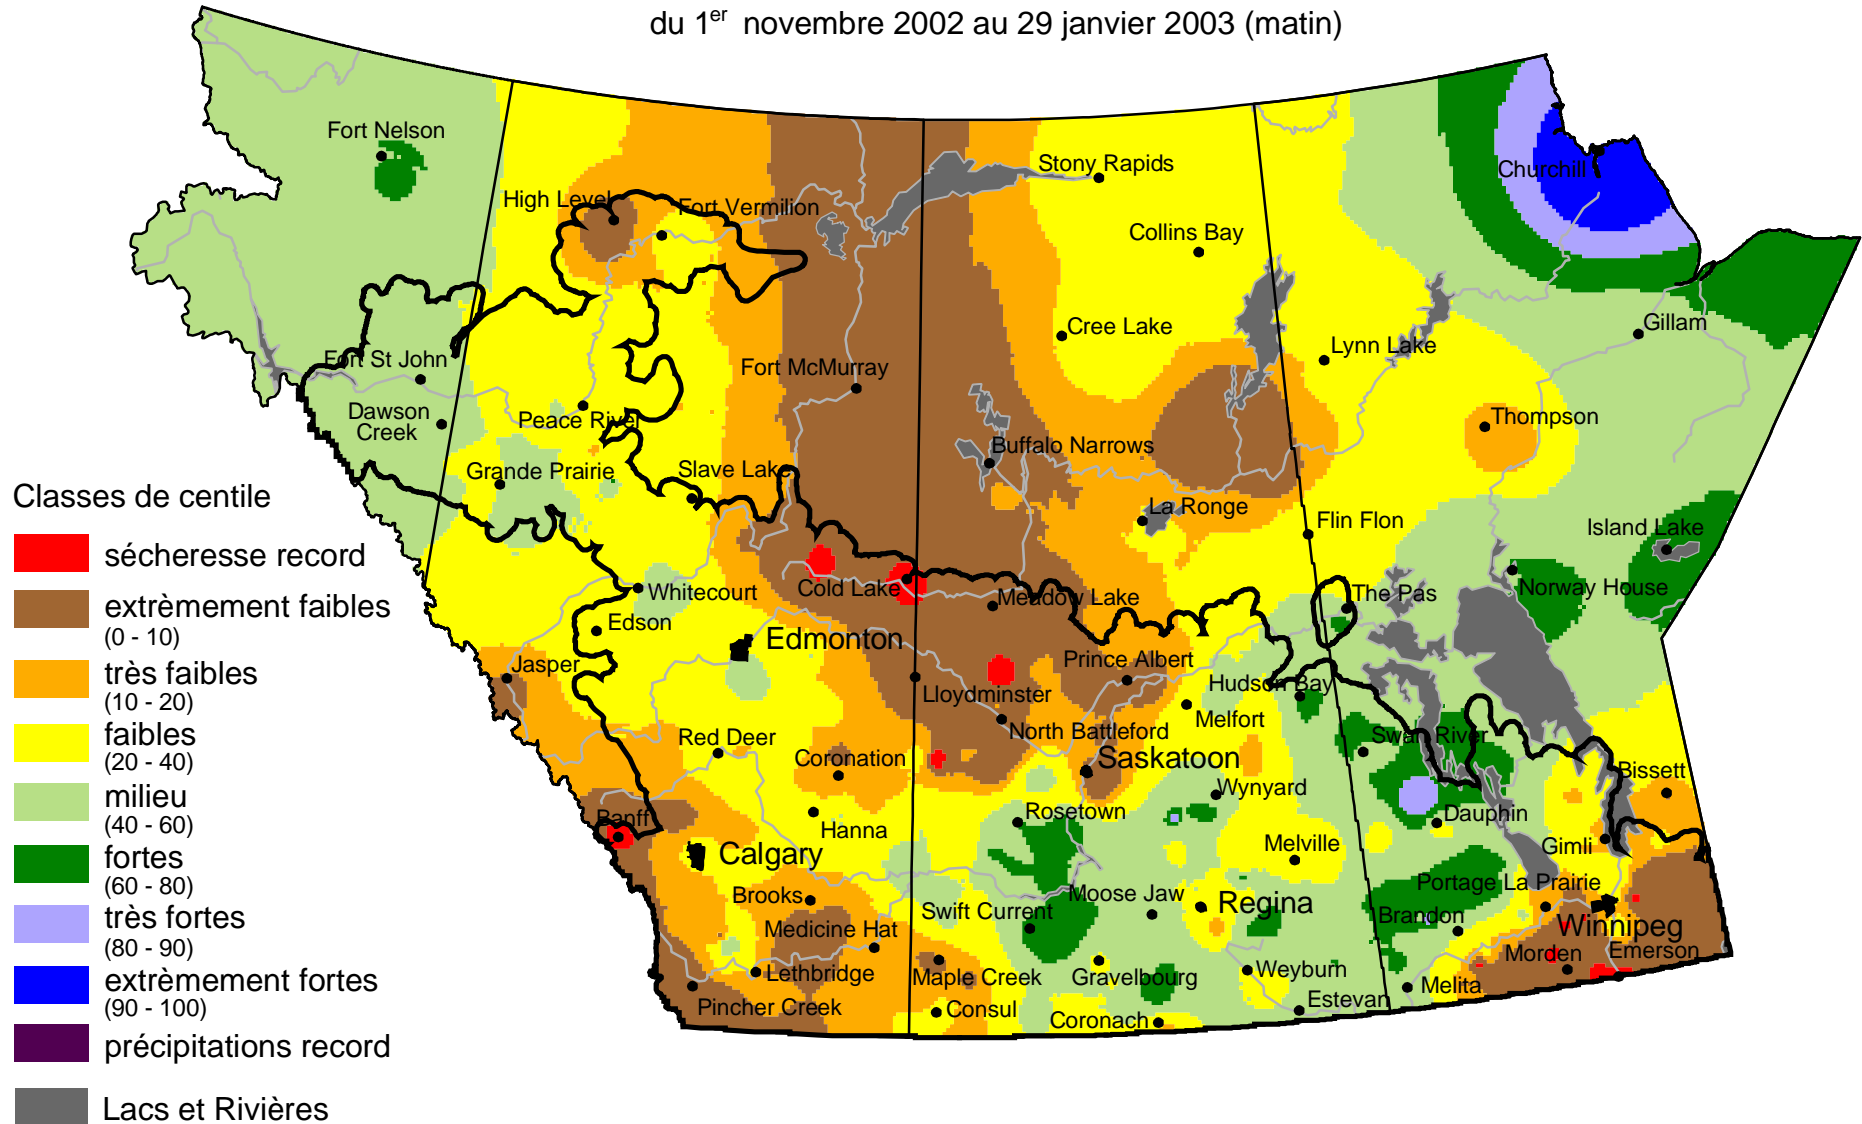 du 1er novembre 2002 au 29 janvier 2003 (matin)
Fort Nelson
Churchill
Stony Rapids
High Level
Fort Vermilion
Collins Bay
Gillam
Cree Lake
Lynn Lake
Fort St John
Fort McMurray
Dawson
Creek
Peace River
Thompson
Buffalo Narrows
Grande Prairie
Slave Lake
La Ronge
Flin Flon
Island Lake
Whitecourt
Cold Lake
Meadow Lake
The Pas
Norway House
Edson
Edmonton
Jasper
Prince Albert
Lloydminster
Hudson Bay
Melfort
North Battleford
Red Deer
Swan River
Coronation
Saskatoon
Bissett
Wynyard
Rosetown
Dauphin
Banff
Hanna
Melville
Gimli
Calgary
Portage La Prairie
Brooks
Moose Jaw
Regina
Swift Current
Brandon
Winnipeg
Medicine Hat
Morden
Emerson
Lethbridge
Maple Creek
Gravelbourg
Weyburn
Melita
Pincher Creek
Consul
Coronach
Estevan
Classes de centile
sécheresse record
extrèmement faibles
(0 - 10)
très faibles
(10 - 20)
faibles
(20 - 40)
milieu
(40 - 60)
fortes
(60 - 80)
très fortes
(80 - 90)
extrèmement fortes
(90 - 100)
précipitations record
Lacs et Rivières